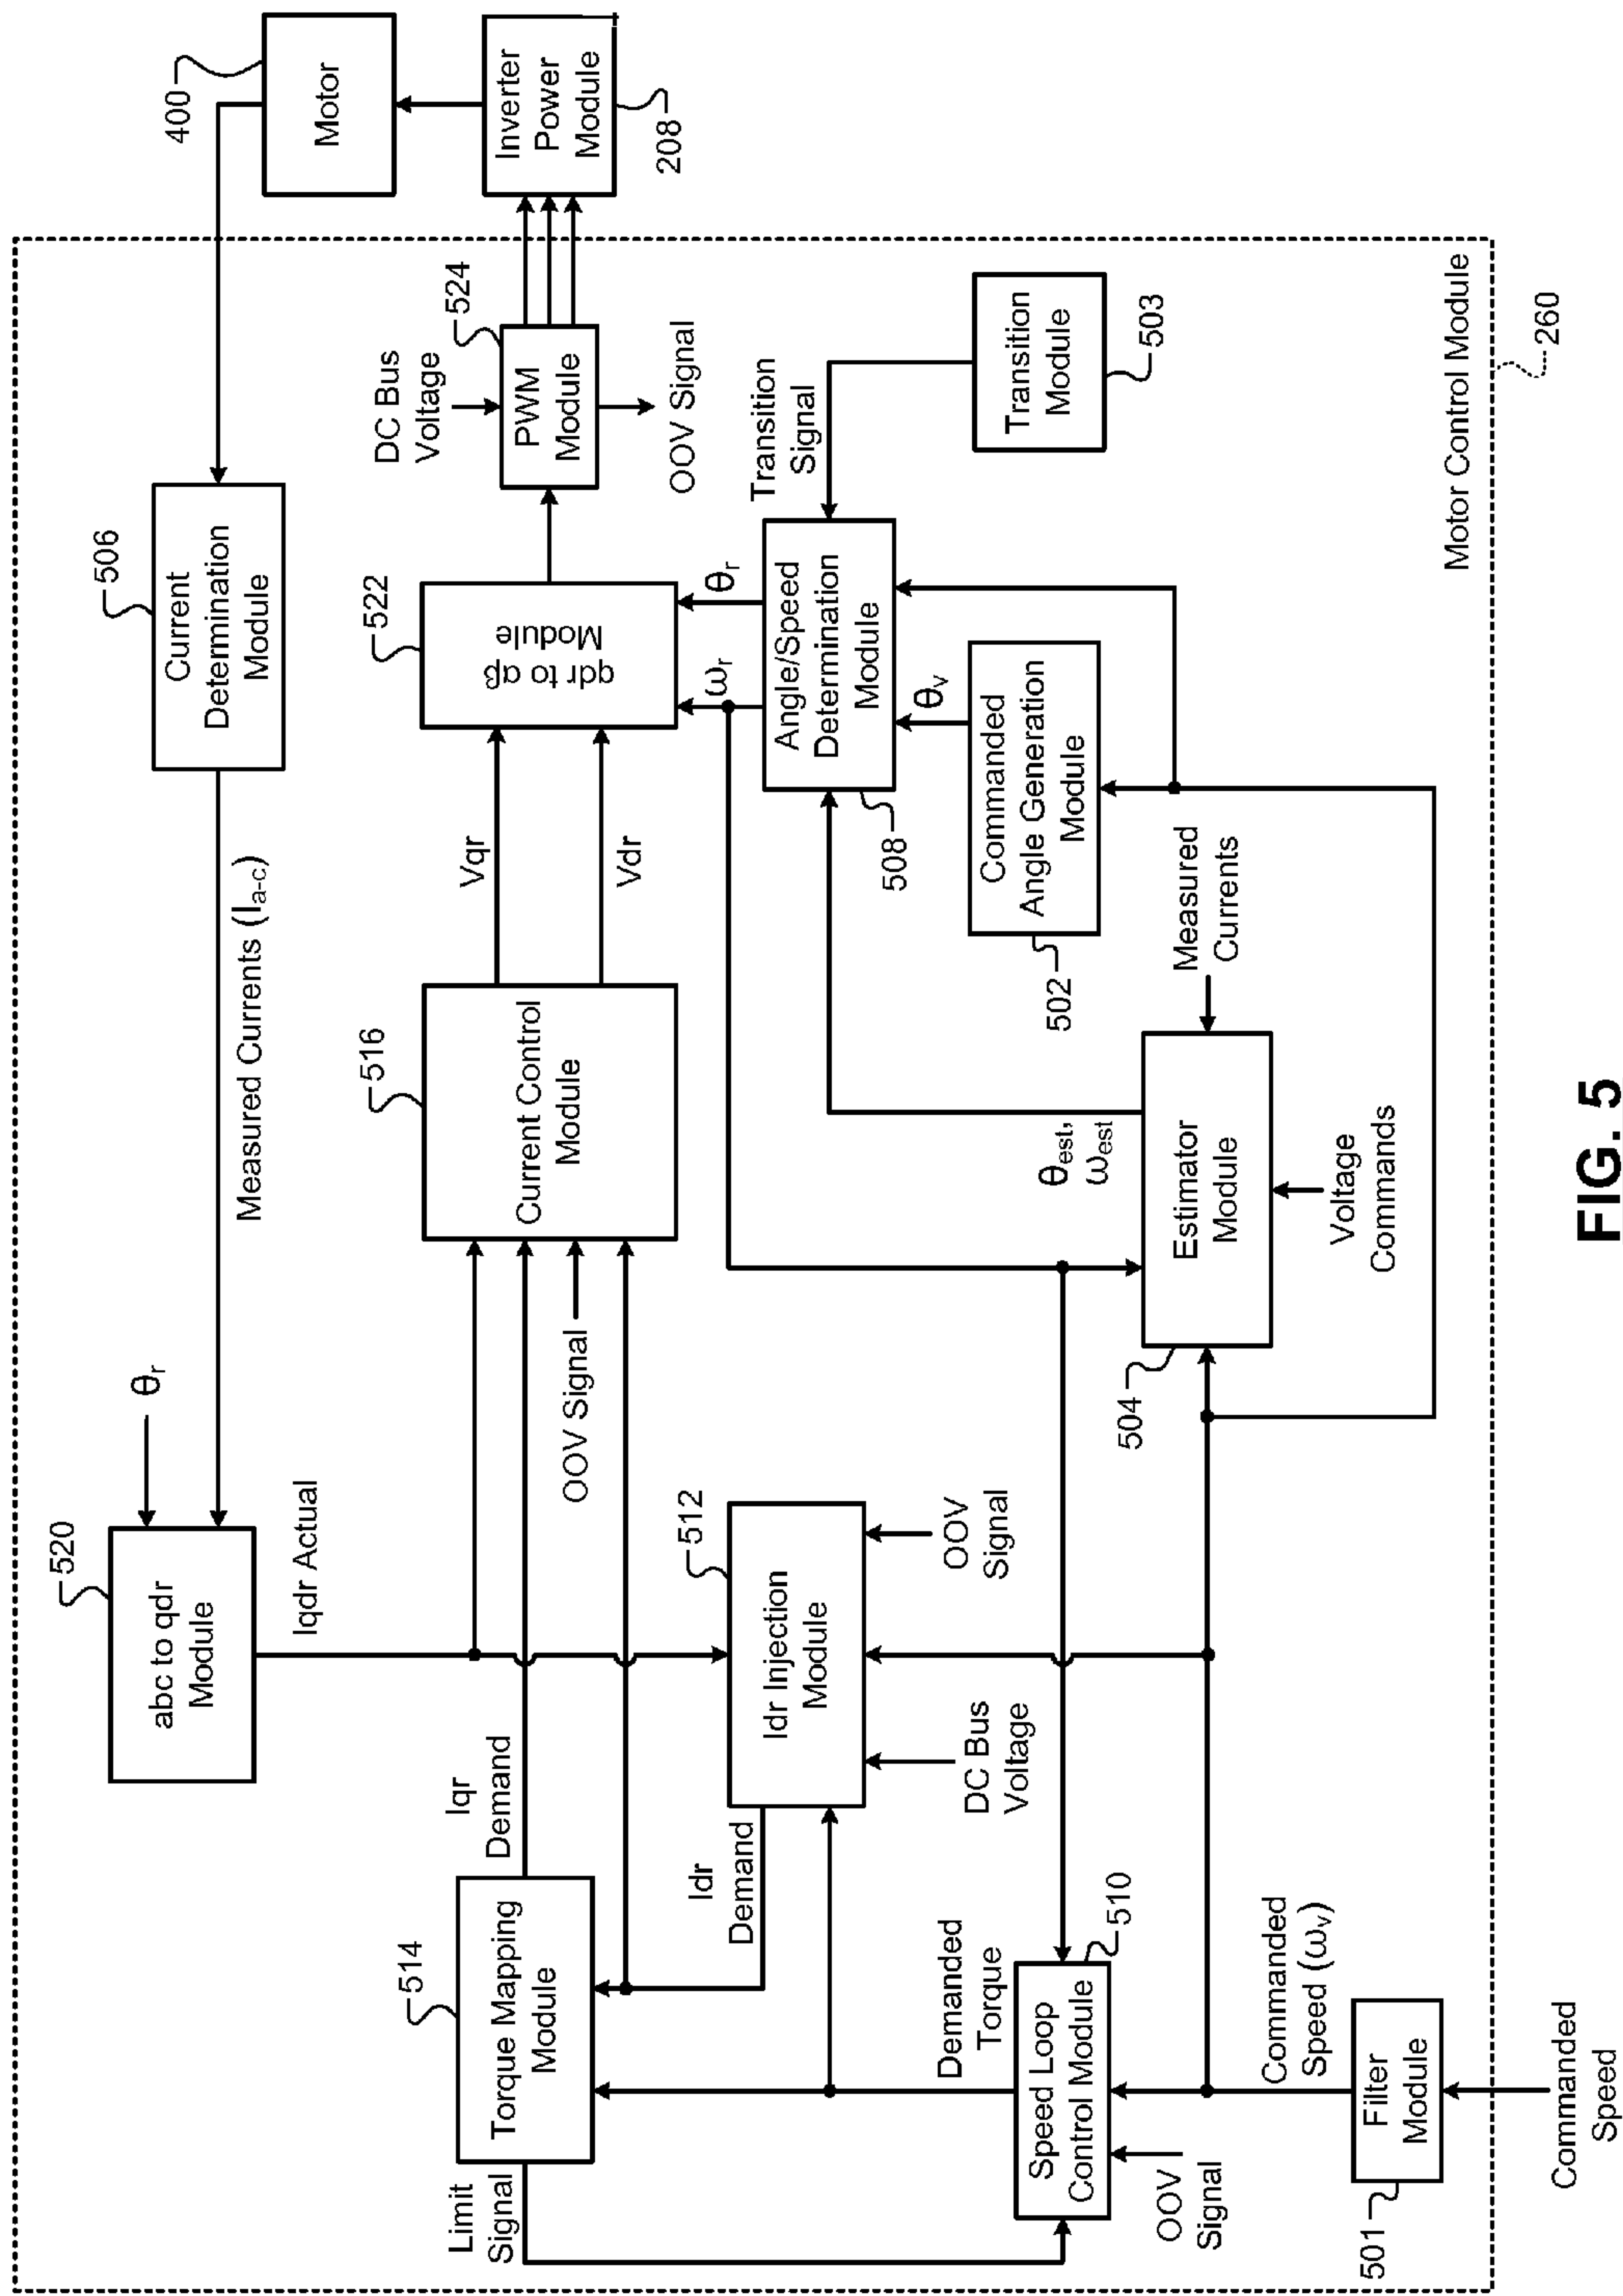 400
Motor
Inverter
Power
Module
208
506
Current
Determination
Module
Measured Currents (Ia-c)
θr
520
abc to qdr
Module
Iqdr Actual
DC Bus
Voltage
524
PWM
Module
OOV Signal
522
qdr to αβ
Module
Vqr
Vdr
516
Current Control
Module
OOV Signal
Iqr
Demand
514
Torque Mapping
Module
Limit
Signal
Idr
Demand
512
Idr Injection
Module
OOV
Signal
DC Bus
Voltage
ωr
θr
Transition
Signal
Angle/Speed
Determination
Module
508
Transition
Module
503
θv
Commanded
Angle Generation
Module
502
θest,
ωest
Measured
Currents
Estimator
Module
504
Voltage
Commands
Demanded
Torque
510
Speed Loop
Control Module
OOV
Signal
Commanded
Speed (ωv)
Filter
Module
501
Commanded
Speed
Motor Control Module
260
FIG. 5